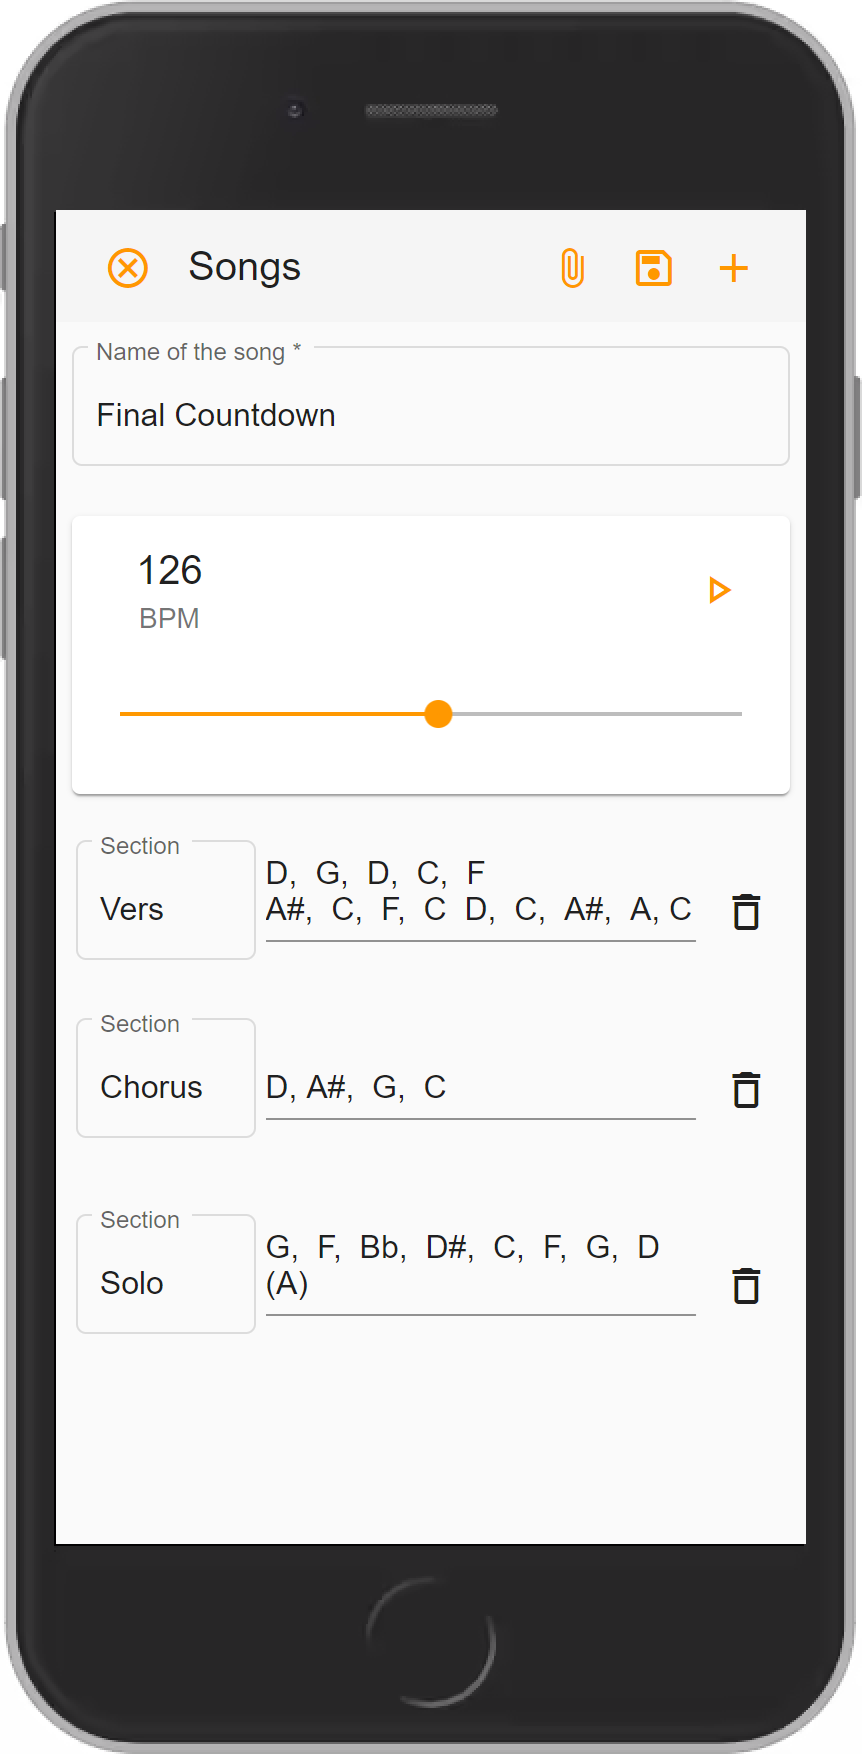 Songs
Name of the song *
Final Countdown
126
BPM
Section
Vers
D, G, D, C, F
A#, C, F, C D, C, A#, A, C
Section
Chorus
D, A#, G, C
Section
Solo
G, F, Bb, D#, C, F, G, D
(A)